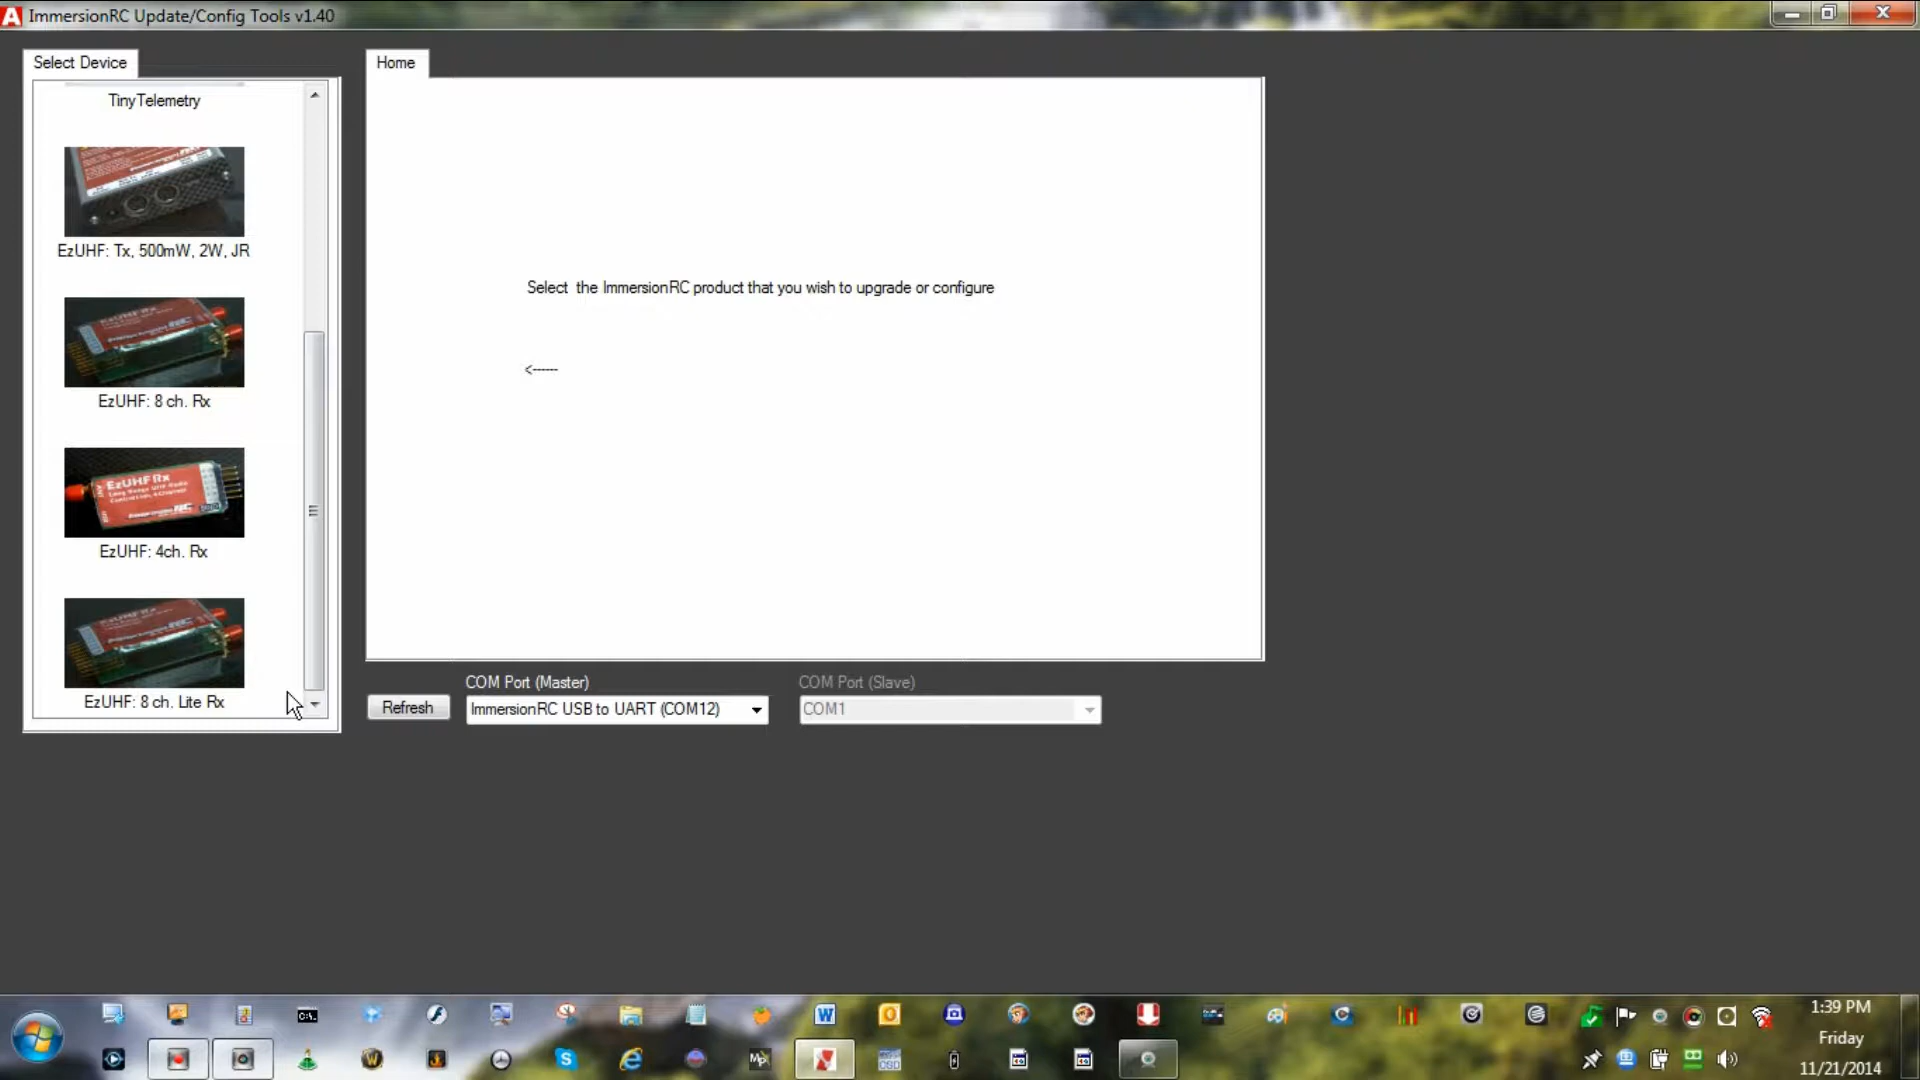 ImmersionRC Update/Config Tools v1.40
Select Device
Home
TinyTelemetry
EzUHF: Tx, 500mW, 2W, JR
Select the ImmersionRC product that you wish to upgrade or configure
<------
EzUHF: 8 ch. Rx
EzUHF Rx
EzUHF: 4ch. Rx
EzUHF: 8 ch. Lite Rx
COM Port (Master)
COM Port (Slave)
Refresh
ImmersionRC USB to UART (COM12)
COM1
1:39 PM
Friday
11/21/2014